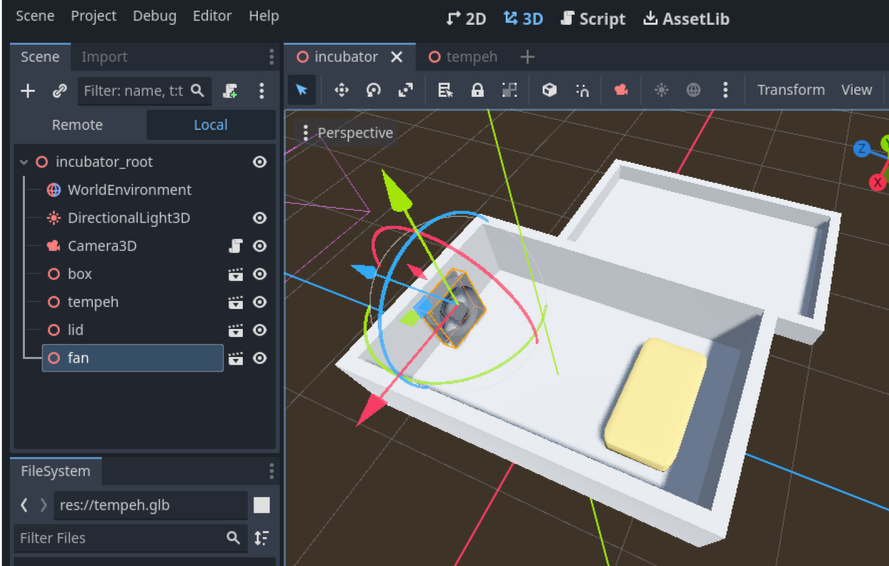 Scene Project Debug Editor Help
2D 3D Script AssetLib
Scene Import
incubator tempeh
Filter: name, t:t
Transform View
Remote Local
Perspective
incubator_root
WorldEnvironment
DirectionalLight3D
Camera3D
box
tempeh
lid
fan
FileSystem
res://tempeh.glb
Filter Files
Z
X